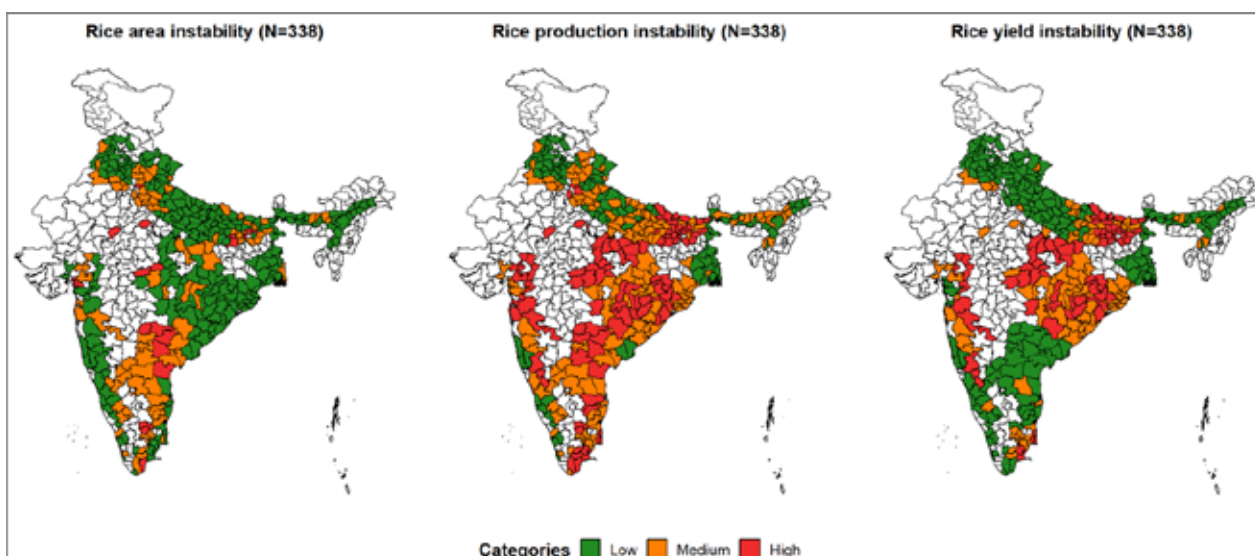 Rice area instability (N=338)
Rice production instability (N=338)
Rice yield instability (N=338)
Categories Low Medium High